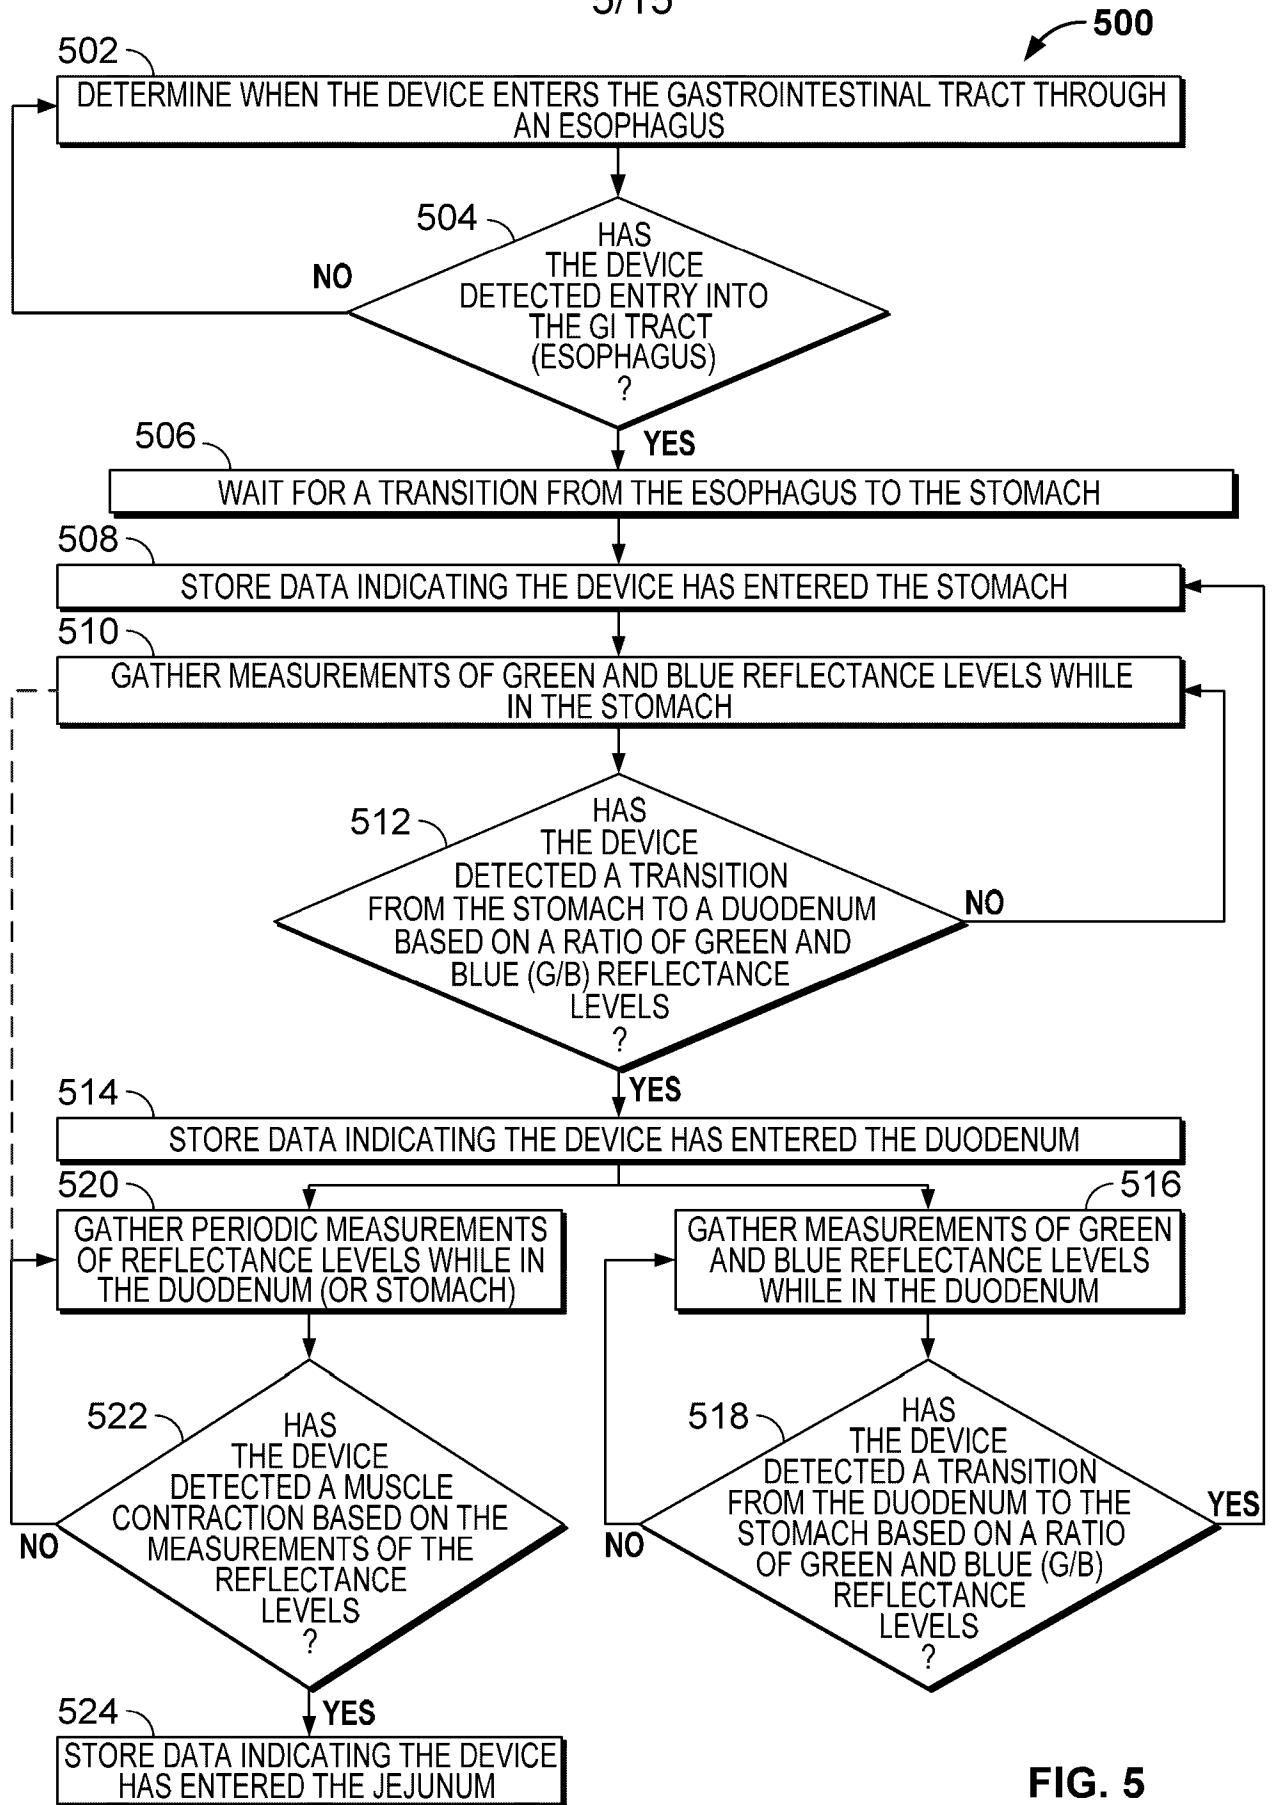 5/15
500
502
DETERMINE WHEN THE DEVICE ENTERS THE GASTROINTESTINAL TRACT THROUGH
AN ESOPHAGUS
504
HAS
THE DEVICE
DETECTED ENTRY INTO
THE GI TRACT
(ESOPHAGUS)
?
NO
YES
506
WAIT FOR A TRANSITION FROM THE ESOPHAGUS TO THE STOMACH
508
STORE DATA INDICATING THE DEVICE HAS ENTERED THE STOMACH
510
GATHER MEASUREMENTS OF GREEN AND BLUE REFLECTANCE LEVELS WHILE
IN THE STOMACH
512
HAS
THE DEVICE
DETECTED A TRANSITION
FROM THE STOMACH TO A DUODENUM
BASED ON A RATIO OF GREEN AND
BLUE (G/B) REFLECTANCE
LEVELS
?
NO
YES
514
STORE DATA INDICATING THE DEVICE HAS ENTERED THE DUODENUM
520
GATHER PERIODIC MEASUREMENTS
OF REFLECTANCE LEVELS WHILE IN
THE DUODENUM (OR STOMACH)
516
GATHER MEASUREMENTS OF GREEN
AND BLUE REFLECTANCE LEVELS
WHILE IN THE DUODENUM
522
HAS
THE DEVICE
DETECTED A MUSCLE
CONTRACTION BASED ON THE
MEASUREMENTS OF THE
REFLECTANCE
LEVELS
?
NO
YES
518
HAS
THE DEVICE
DETECTED A TRANSITION
FROM THE DUODENUM TO THE
STOMACH BASED ON A RATIO
OF GREEN AND BLUE (G/B)
REFLECTANCE
LEVELS
?
NO
YES
524
STORE DATA INDICATING THE DEVICE
HAS ENTERED THE JEJUNUM
FIG. 5